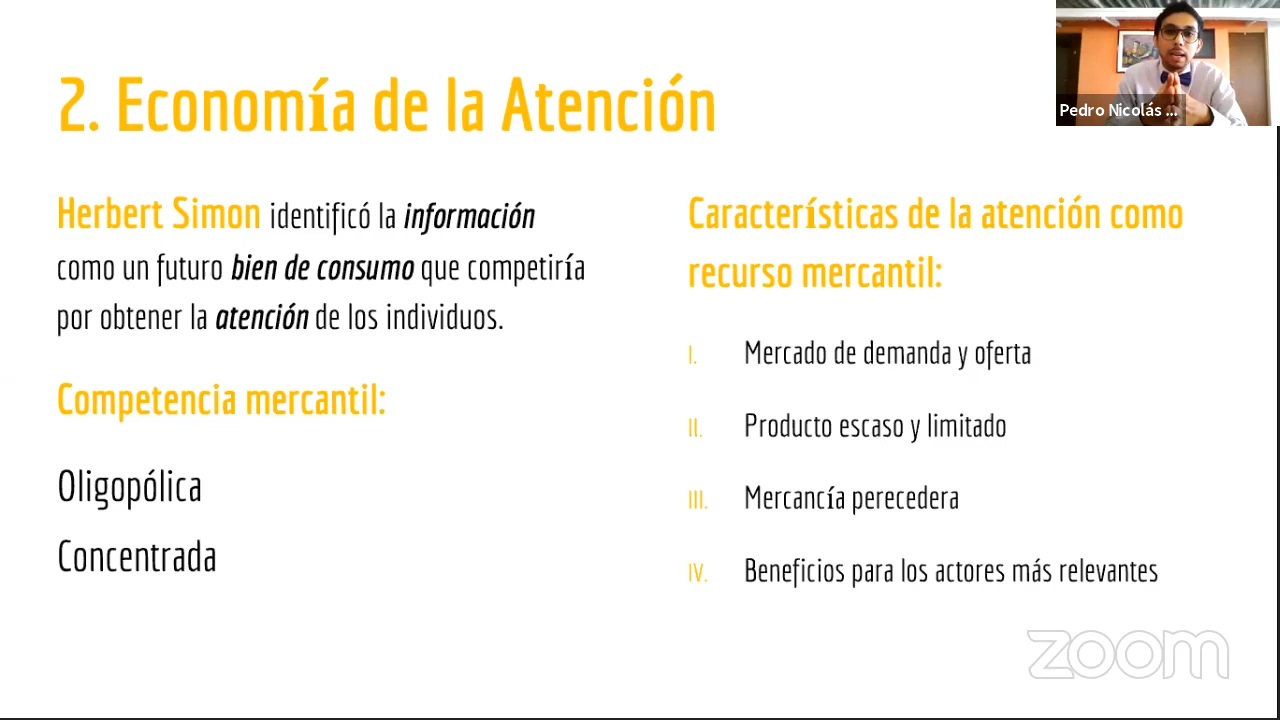 2. Economía de la Atención
Pedro Nicolás ...
Herbert Simon identificó la información
como un futuro bien de consumo que competiría
por obtener la atención de los individuos.
Competencia mercantil:
Oligopólica
Concentrada
Características de la atención como
recurso mercantil:
I. Mercado de demanda y oferta
II. Producto escaso y limitado
III. Mercancía perecedera
IV. Beneficios para los actores más relevantes
zoom